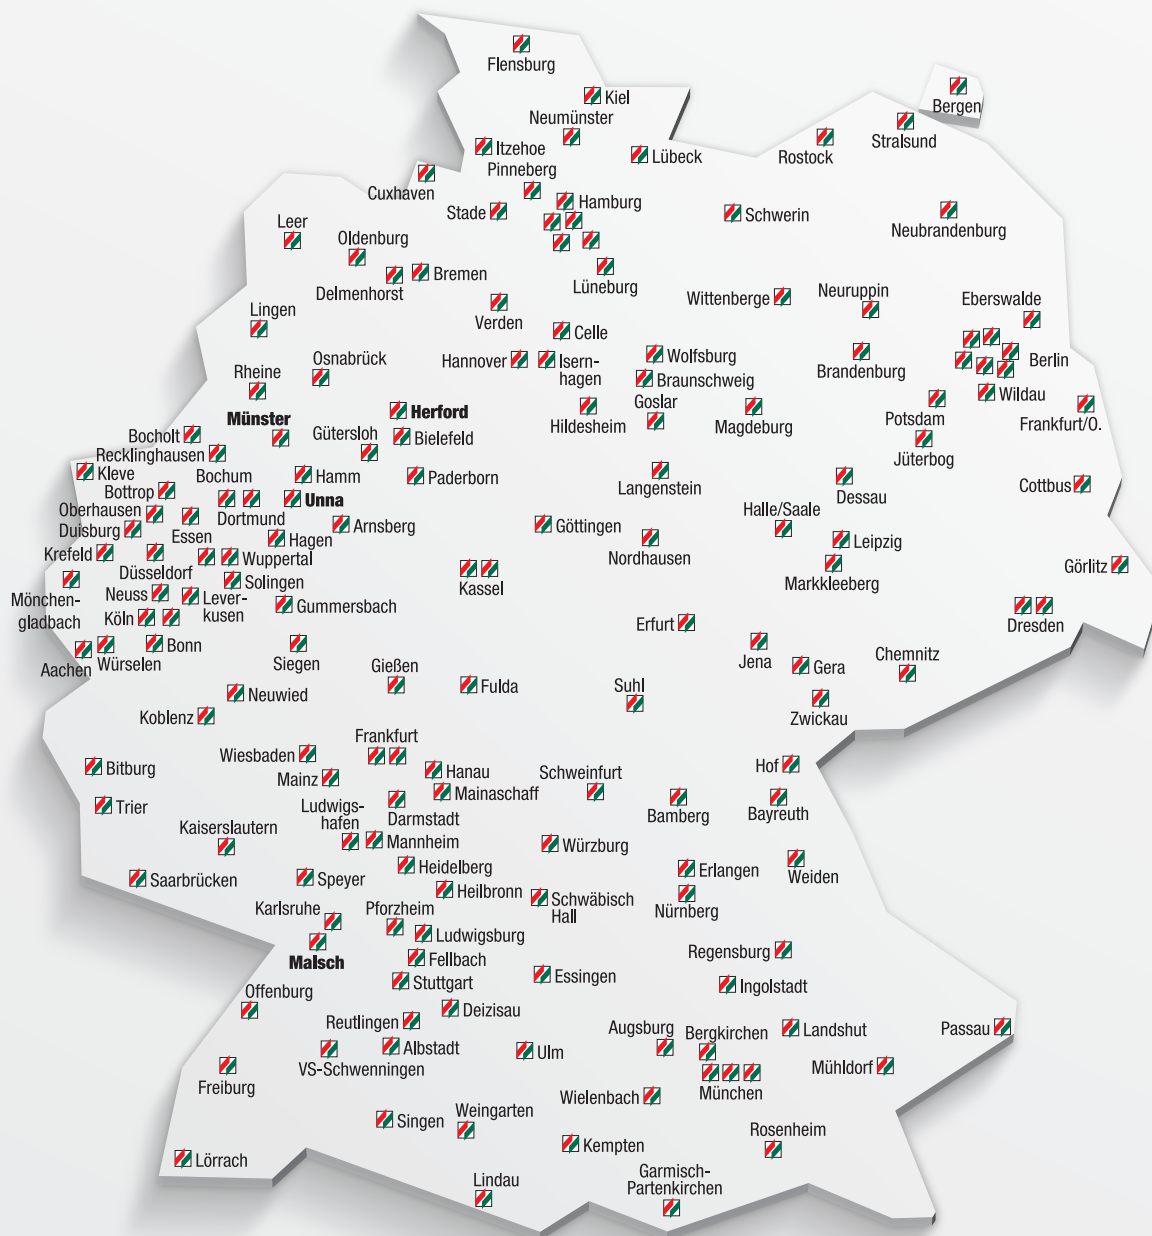 Flensburg
Kiel
Bergen
Neumünster
Stralsund
Itzehoe
Lübeck
Rostock
Pinneberg
Cuxhaven
Hamburg
Stade
Schwerin
Leer
Neubrandenburg
Oldenburg
Bremen
Delmenhorst
Lüneburg
Neuruppin
Wittenberge
Eberswalde
Lingen
Verden
Celle
Osnabrück
Hannover
Isern-
hagen
Wolfsburg
Berlin
Rheine
Brandenburg
Braunschweig
Wildau
Goslar
Herford
Münster
Hildesheim
Magdeburg
Potsdam
Frankfurt/O.
Bocholt
Gütersloh
Bielefeld
Recklinghausen
Jüterbog
Kleve
Bochum
Hamm
Paderborn
Langenstein
Bottrop
Dessau
Cottbus
Unna
Oberhausen
Halle/Saale
Dortmund
Duisburg
Arnsberg
Göttingen
Essen
Hagen
Leipzig
Krefeld
Nordhausen
Wuppertal
Görlitz
Düsseldorf
Solingen
Markkleeberg
Kassel
Neuss
Lever-
kusen
Mönchen-
gladbach
Gummersbach
Köln
Erfurt
Dresden
Bonn
Würselen
Aachen
Siegen
Jena
Chemnitz
Gießen
Gera
Neuwied
Fulda
Suhl
Koblenz
Zwickau
Frankfurt
Wiesbaden
Hof
Bitburg
Hanau
Schweinfurt
Mainz
Mainaschaff
Trier
Ludwigs-
hafen
Darmstadt
Bamberg
Bayreuth
Kaiserslautern
Mannheim
Würzburg
Heidelberg
Erlangen
Weiden
Saarbrücken
Speyer
Heilbronn
Schwäbisch
Hall
Nürnberg
Karlsruhe
Pforzheim
Ludwigsburg
Regensburg
Malsch
Fellbach
Essingen
Stuttgart
Ingolstadt
Offenburg
Deizisau
Reutlingen
Augsburg
Bergkirchen
Landshut
Passau
Albstadt
Ulm
VS-Schwenningen
Mühldorf
Freiburg
München
Wielenbach
Weingarten
Singen
Rosenheim
Kempten
Lörrach
Garmisch-
Partenkirchen
Lindau